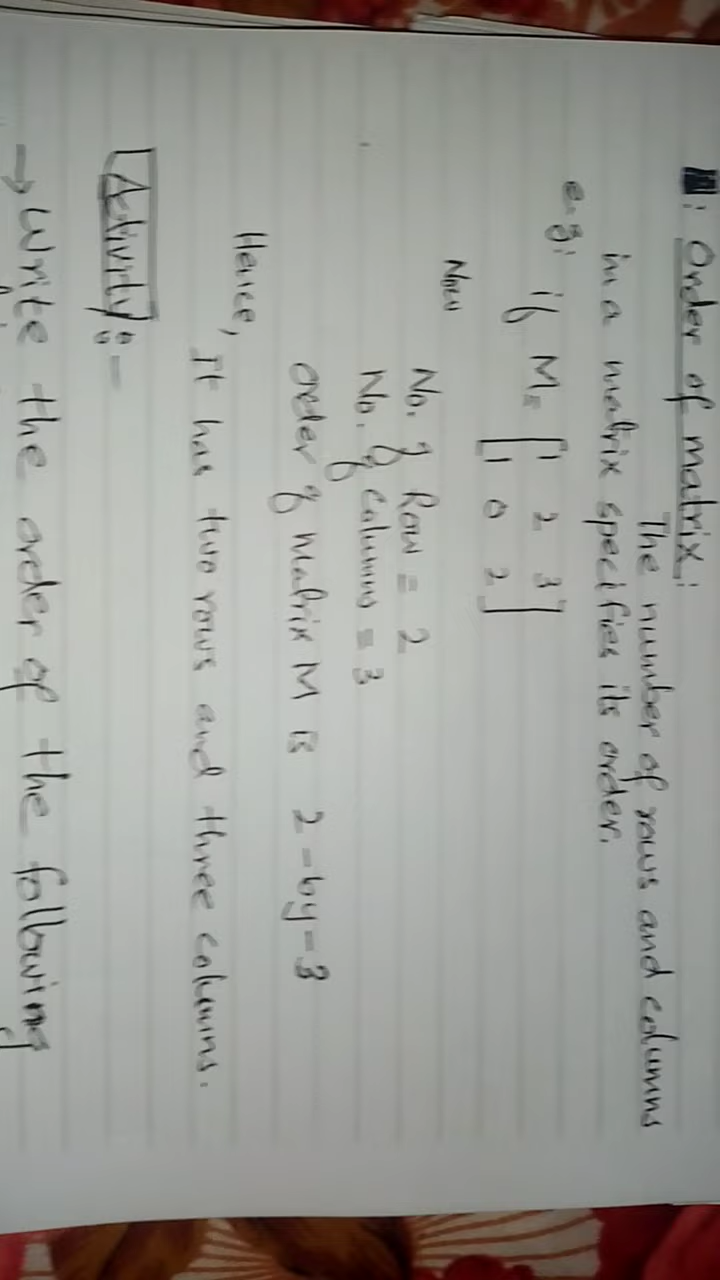 : Order of matrix:
The number of rows and columns
in a matrix specifies its order.
e.g: if M = [1 2 3
1 0 2]
Now
No. of Row = 2
No. of Columns = 3
order of matrix M is 2-by-3
Hence,
It has two rows and three columns.
Activity:-
→ Write the order of the following